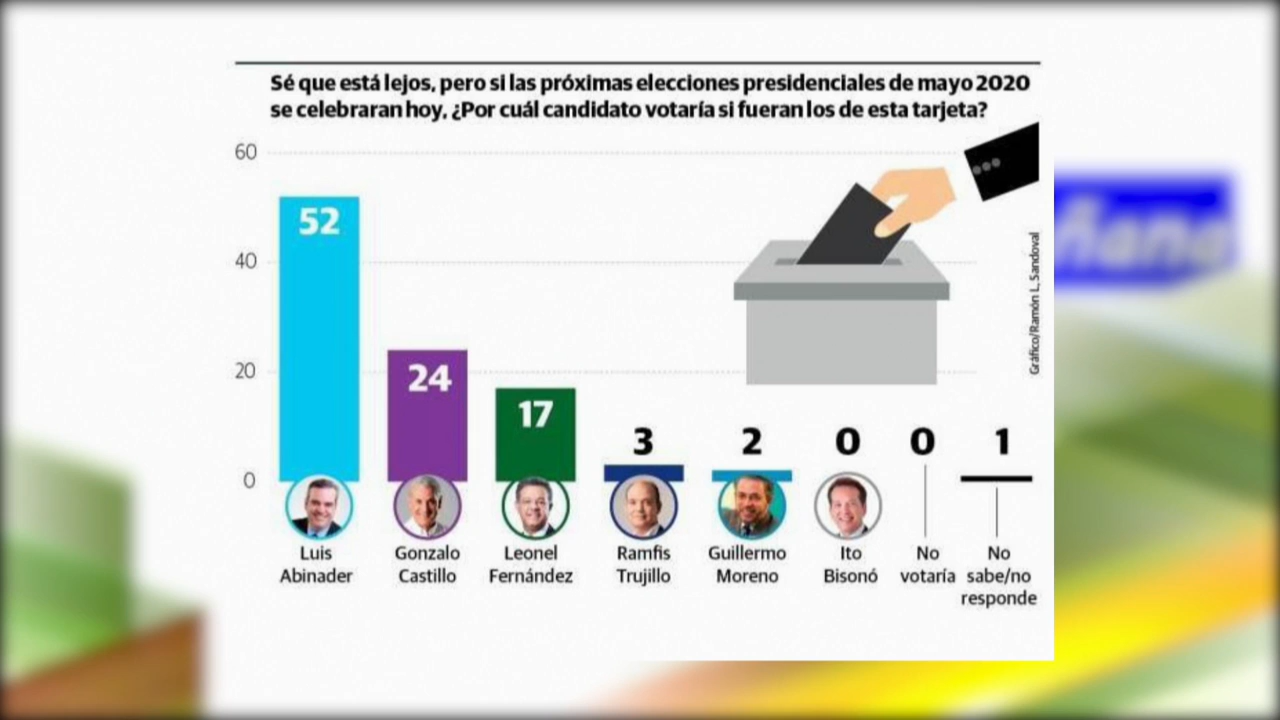 Sé que está lejos, pero si las próximas elecciones presidenciales de mayo 2020
se celebraran hoy, ¿Por cuál candidato votaría si fueran los de esta tarjeta?
60
40
20
0
52
24
17
3
2
0
0
1
Luis
Abinader
Gonzalo
Castillo
Leonel
Fernández
Ramfis
Trujillo
Guillermo
Moreno
Ito
Bisonó
No
votaría
No
sabe/no
responde
Gráfico/Ramón L. Sandoval